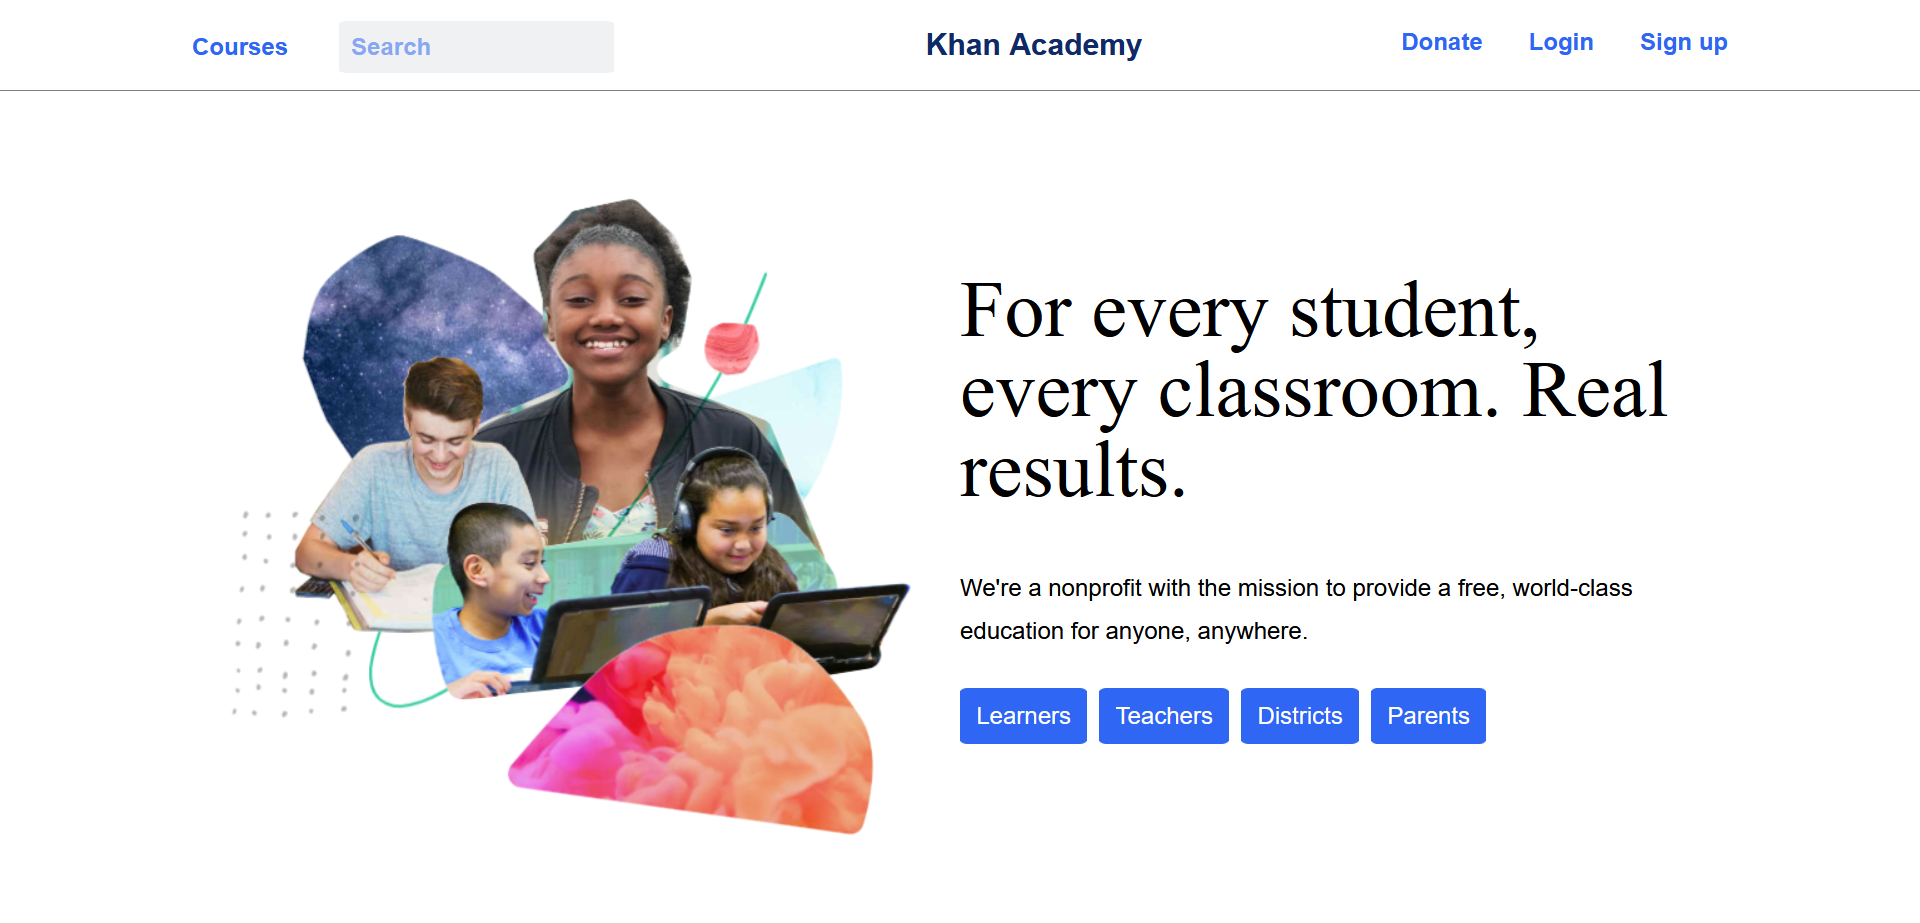 Courses
Search
Khan Academy
Donate
Login
Sign up
For every student,
every classroom. Real
results.
We're a nonprofit with the mission to provide a free, world-class
education for anyone, anywhere.
Learners
Teachers
Districts
Parents